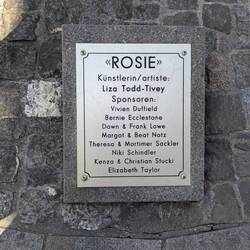 «ROSIE»
Künstlerin/artiste:
Liza Todd-Tivey
Sponsoren:
Vivien Duffield
Bernie Ecclestone
Dawn & Frank Lowe
Margot & Beat Notz
Theresa & Mortimer Sackler
Niki Schindler
Kenza & Christian Stucki
Elizabeth Taylor